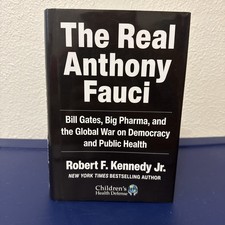 The Real
Anthony
Fauci
Bill Gates, Big Pharma, and
the Global War on Democracy
and Public Health
Robert F. Kennedy Jr.
NEW YORK TIMES BESTSELLING AUTHOR
Children's
Health Defense